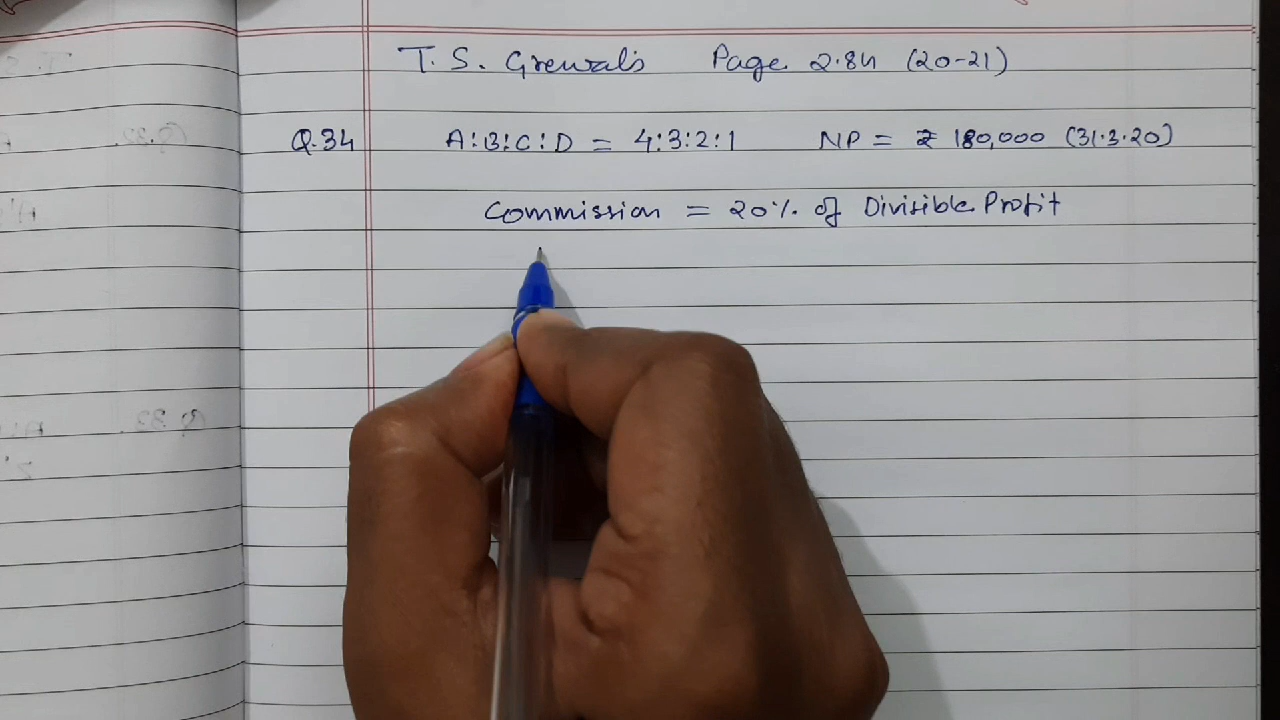 T. S. Grewal's Page 2.84 (20-21)
Q.34 A:B:C:D = 4:3:2:1 NP = ₹ 180,000 (31.3.20)
Commission = 20% of Divisible Profit